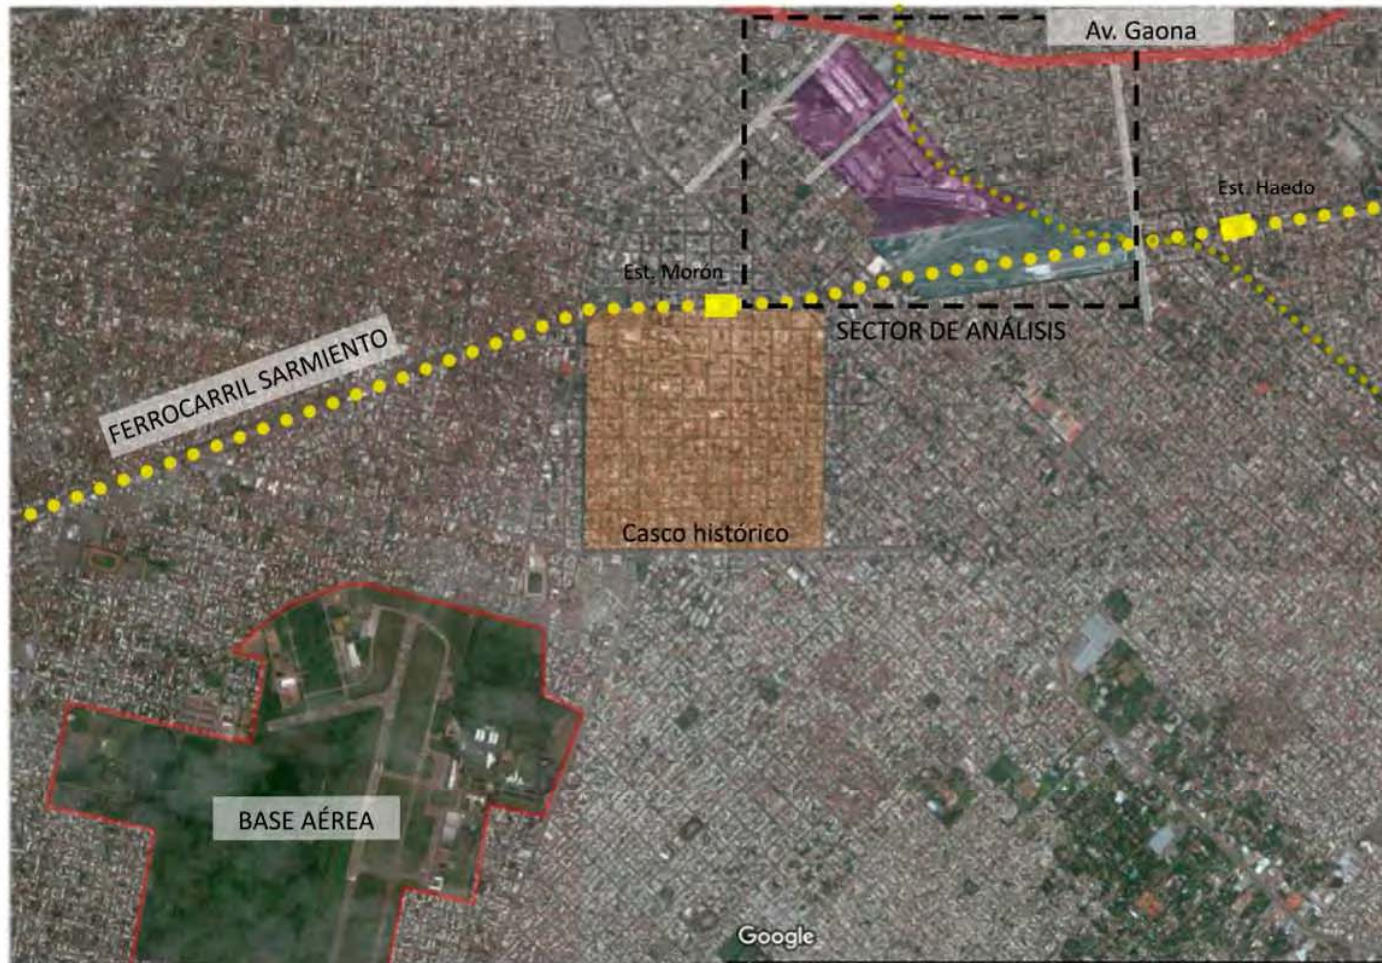 Av. Gaona
Est. Haedo
Est. Morón
SECTOR DE ANÁLISIS
FERROCARRIL SARMIENTO
Casco histórico
BASE AÉREA
Google